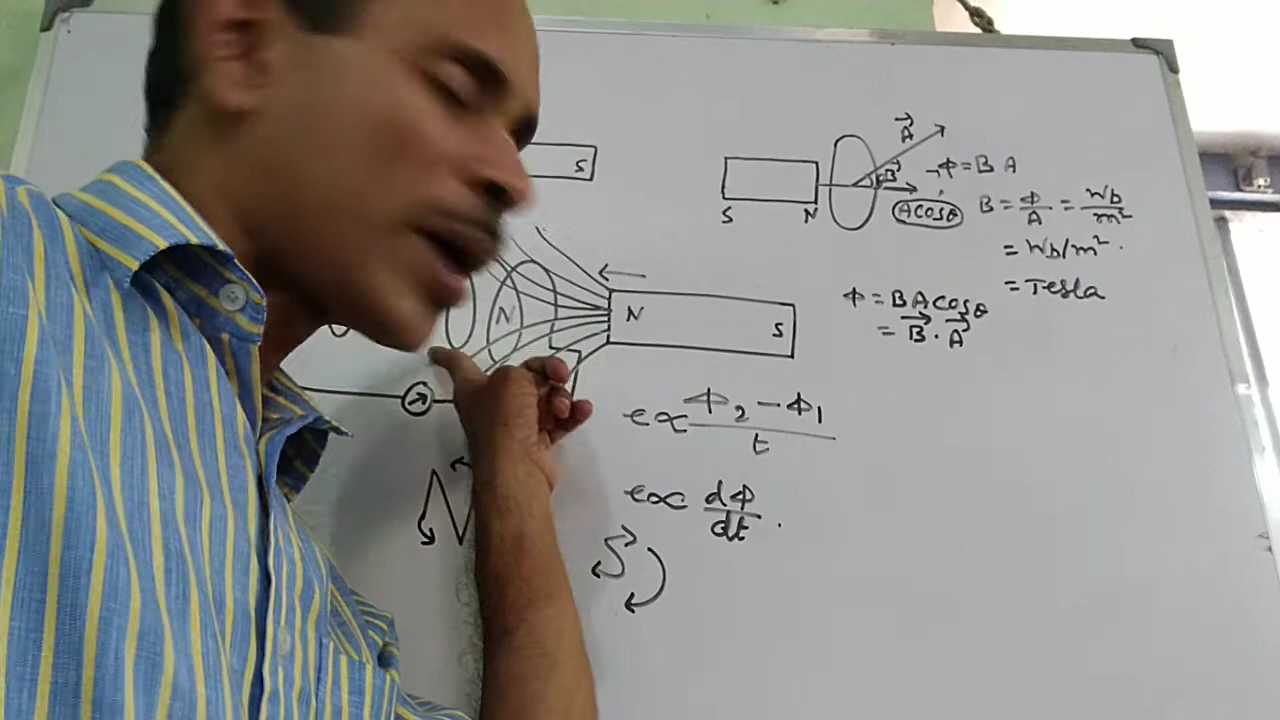 S
S N
A⃗
B⃗
Φ = B A
ACosθ
B = Φ/A = Wb/m²
= Wb/m².
= Tesla
N
N S
Φ = BACosθ
= B⃗ · A⃗
e ∝ Φ₂ − Φ₁ / t
e ∝ dΦ/dt .
N
S